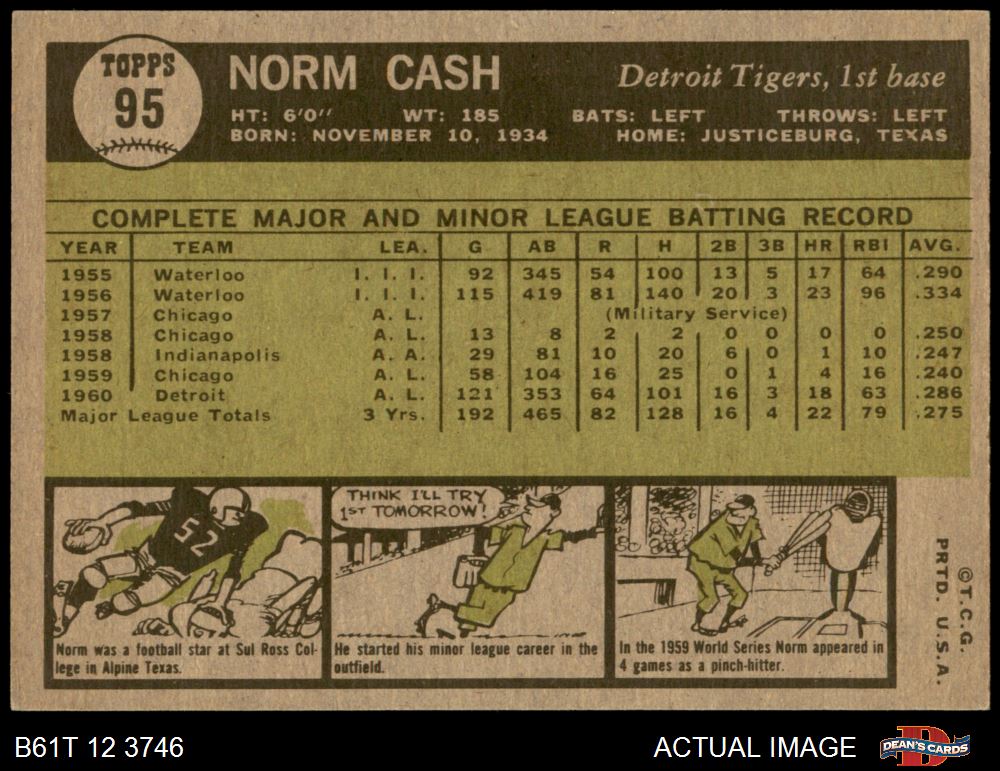 TOPPS
95
NORM CASH
Detroit Tigers, 1st base
HT: 6'0" WT: 185 BATS: LEFT THROWS: LEFT
BORN: NOVEMBER 10, 1934 HOME: JUSTICEBURG, TEXAS
COMPLETE MAJOR AND MINOR LEAGUE BATTING RECORD
YEAR TEAM LEA. G AB R H 2B 3B HR RBI AVG.
1955 Waterloo I. I. I. 92 345 54 100 13 5 17 64 .290
1956 Waterloo I. I. I. 115 419 81 140 20 3 23 96 .334
1957 Chicago A. L. (Military Service)
1958 Chicago A. L. 13 8 2 2 0 0 0 0 .250
1958 Indianapolis A. A. 29 81 10 20 6 0 1 10 .247
1959 Chicago A. L. 58 104 16 25 0 1 4 16 .240
1960 Detroit A. L. 121 353 64 101 16 3 18 63 .286
Major League Totals 3 Yrs. 192 465 82 128 16 4 22 79 .275
52
Norm was a football star at Sul Ross Col-
lege in Alpine Texas.
THINK I'LL TRY
1ST TOMORROW!
He started his minor league career in the
outfield.
In the 1959 World Series Norm appeared in
4 games as a pinch-hitter.
©T.C.G.
PRTD. U.S.A.
B61T 12 3746
ACTUAL IMAGE
DEAN'S CARDS